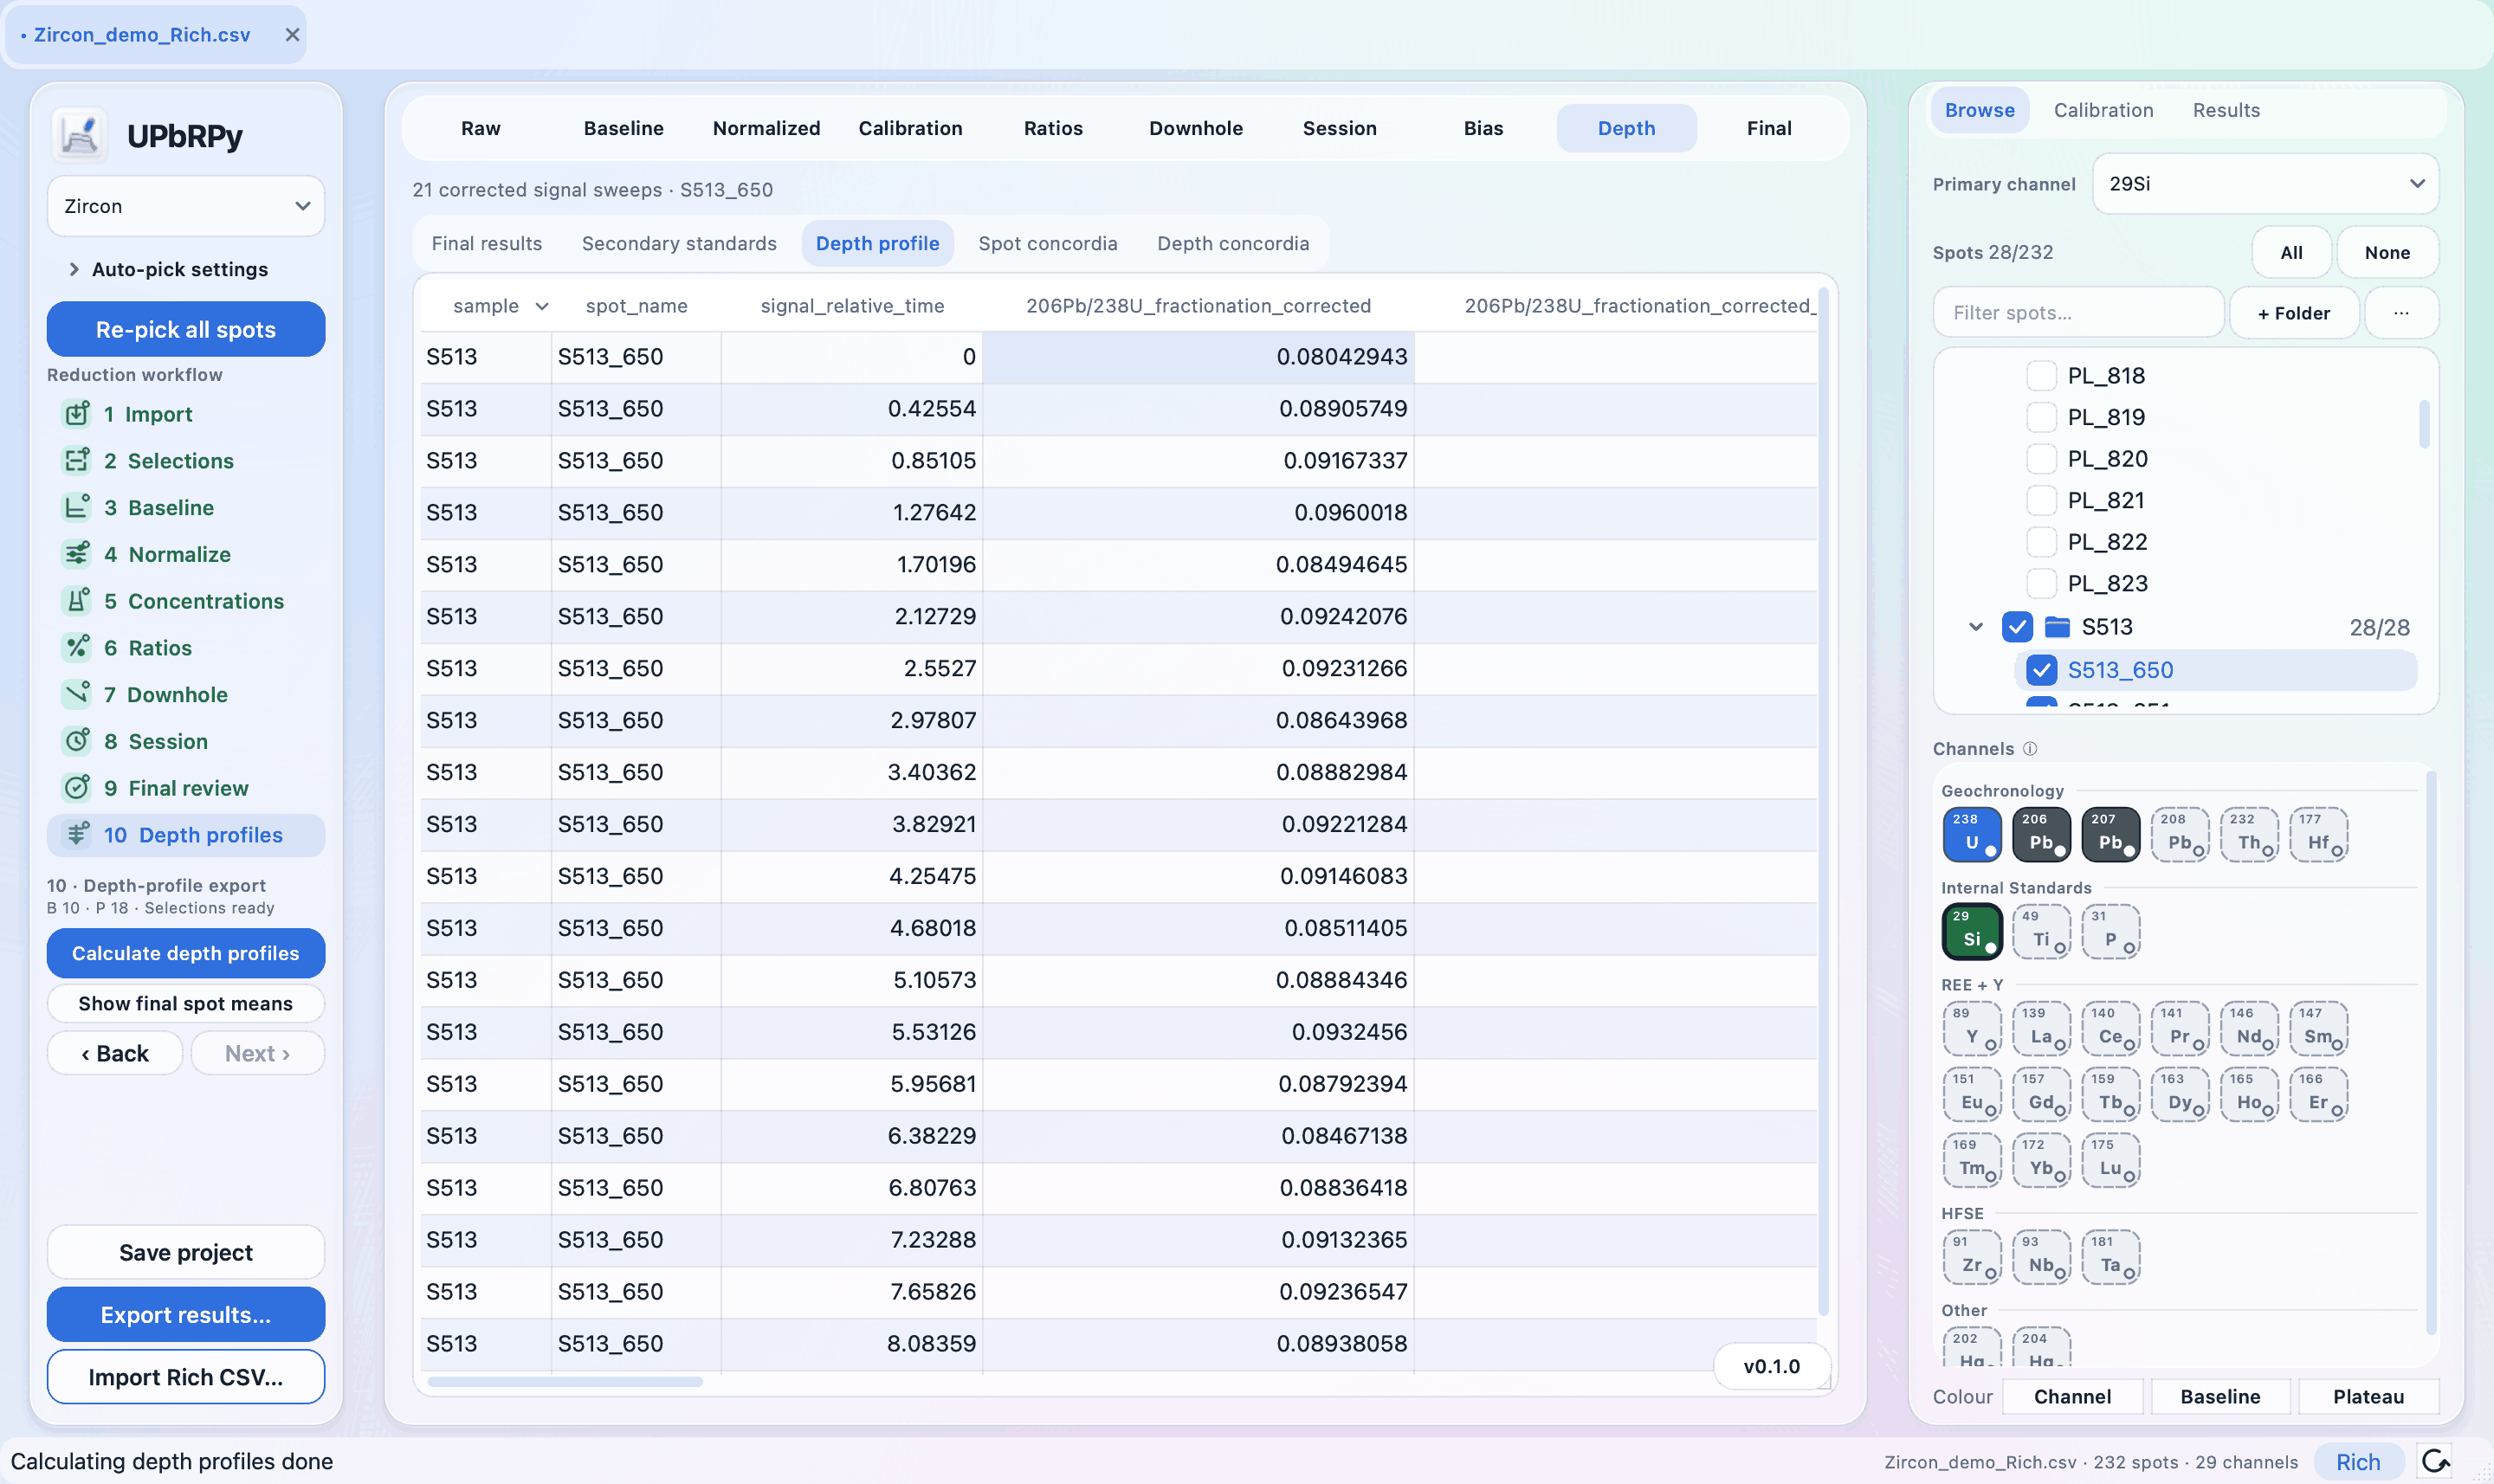 • Zircon_demo_Rich.csv ✕
UPbRPy
Zircon
Auto-pick settings
Re-pick all spots
Reduction workflow
1 Import
2 Selections
3 Baseline
4 Normalize
5 Concentrations
6 Ratios
7 Downhole
8 Session
9 Final review
10 Depth profiles
10 · Depth-profile export
B 10 · P 18 · Selections ready
Calculate depth profiles
Show final spot means
‹ Back Next ›
Save project
Export results...
Import Rich CSV...
Raw Baseline Normalized Calibration Ratios Downhole Session Bias Depth Final
21 corrected signal sweeps · S513_650
Final results Secondary standards Depth profile Spot concordia Depth concordia
sample spot_name signal_relative_time 206Pb/238U_fractionation_corrected 206Pb/238U_fractionation_corrected_
S513 S513_650 0 0.08042943
S513 S513_650 0.42554 0.08905749
S513 S513_650 0.85105 0.09167337
S513 S513_650 1.27642 0.0960018
S513 S513_650 1.70196 0.08494645
S513 S513_650 2.12729 0.09242076
S513 S513_650 2.5527 0.09231266
S513 S513_650 2.97807 0.08643968
S513 S513_650 3.40362 0.08882984
S513 S513_650 3.82921 0.09221284
S513 S513_650 4.25475 0.09146083
S513 S513_650 4.68018 0.08511405
S513 S513_650 5.10573 0.08884346
S513 S513_650 5.53126 0.0932456
S513 S513_650 5.95681 0.08792394
S513 S513_650 6.38229 0.08467138
S513 S513_650 6.80763 0.08836418
S513 S513_650 7.23288 0.09132365
S513 S513_650 7.65826 0.09236547
S513 S513_650 8.08359 0.08938058
v0.1.0
Browse Calibration Results
Primary channel 29Si
Spots 28/232 All None
Filter spots... + Folder ...
PL_818
PL_819
PL_820
PL_821
PL_822
PL_823
S513 28/28
S513_650
Channels ⓘ
Geochronology
238 206 207 208 232 177
U Pb Pb Pb Th Hf
Internal Standards
29 49 31
Si Ti P
REE + Y
89 139 140 141 146 147
Y La Ce Pr Nd Sm
151 157 159 163 165 166
Eu Gd Tb Dy Ho Er
169 172 175
Tm Yb Lu
HFSE
91 93 181
Zr Nb Ta
Other
202 204
Hg Hg
Colour Channel Baseline Plateau
Calculating depth profiles done
Zircon_demo_Rich.csv · 232 spots · 29 channels Rich